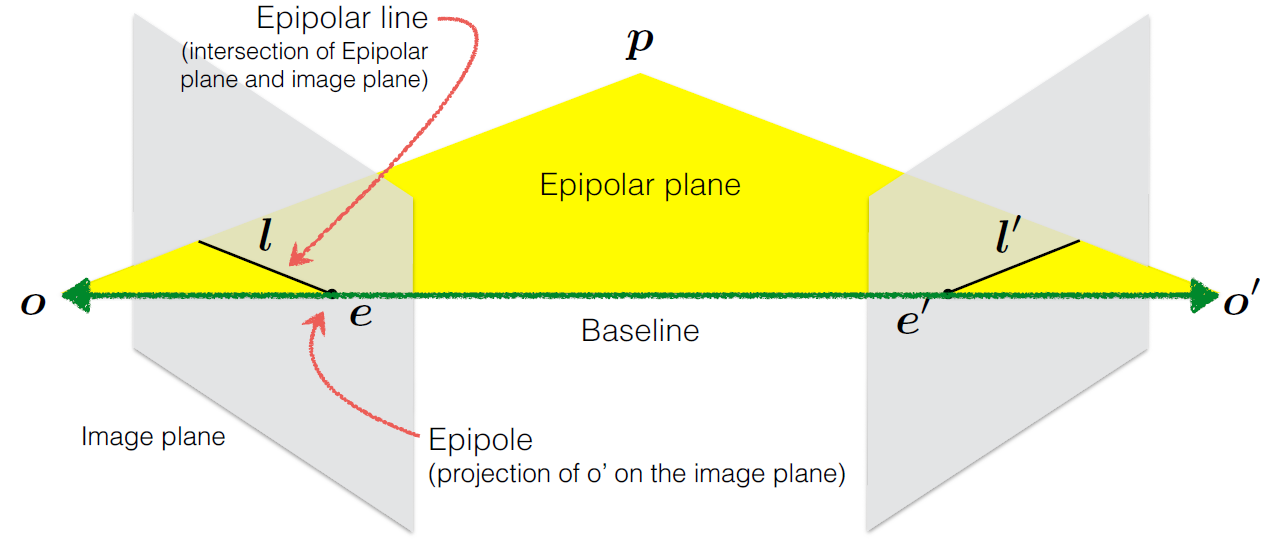 Epipolar line
(intersection of Epipolar
plane and image plane)
p
Epipolar plane
l
l′
o
e
e′
o′
Baseline
Image plane
Epipole
(projection of o’ on the image plane)